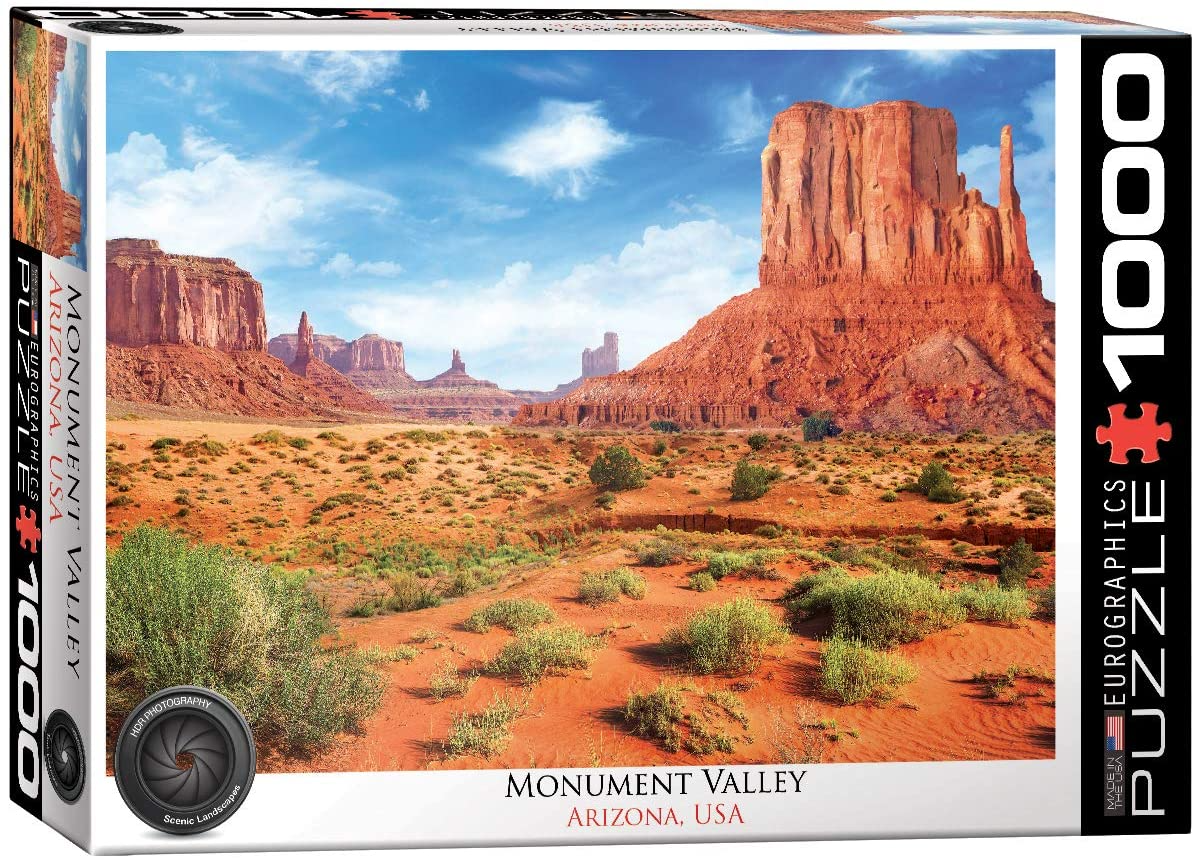 1000
MONUMENT VALLEY
ARIZONA, USA
EUROGRAPHICS
PUZZLE
1000
HDR PHOTOGRAPHY
Scenic Landscapes
MONUMENT VALLEY
ARIZONA, USA
1000
EUROGRAPHICS
PUZZLE
MADE IN
THE USA